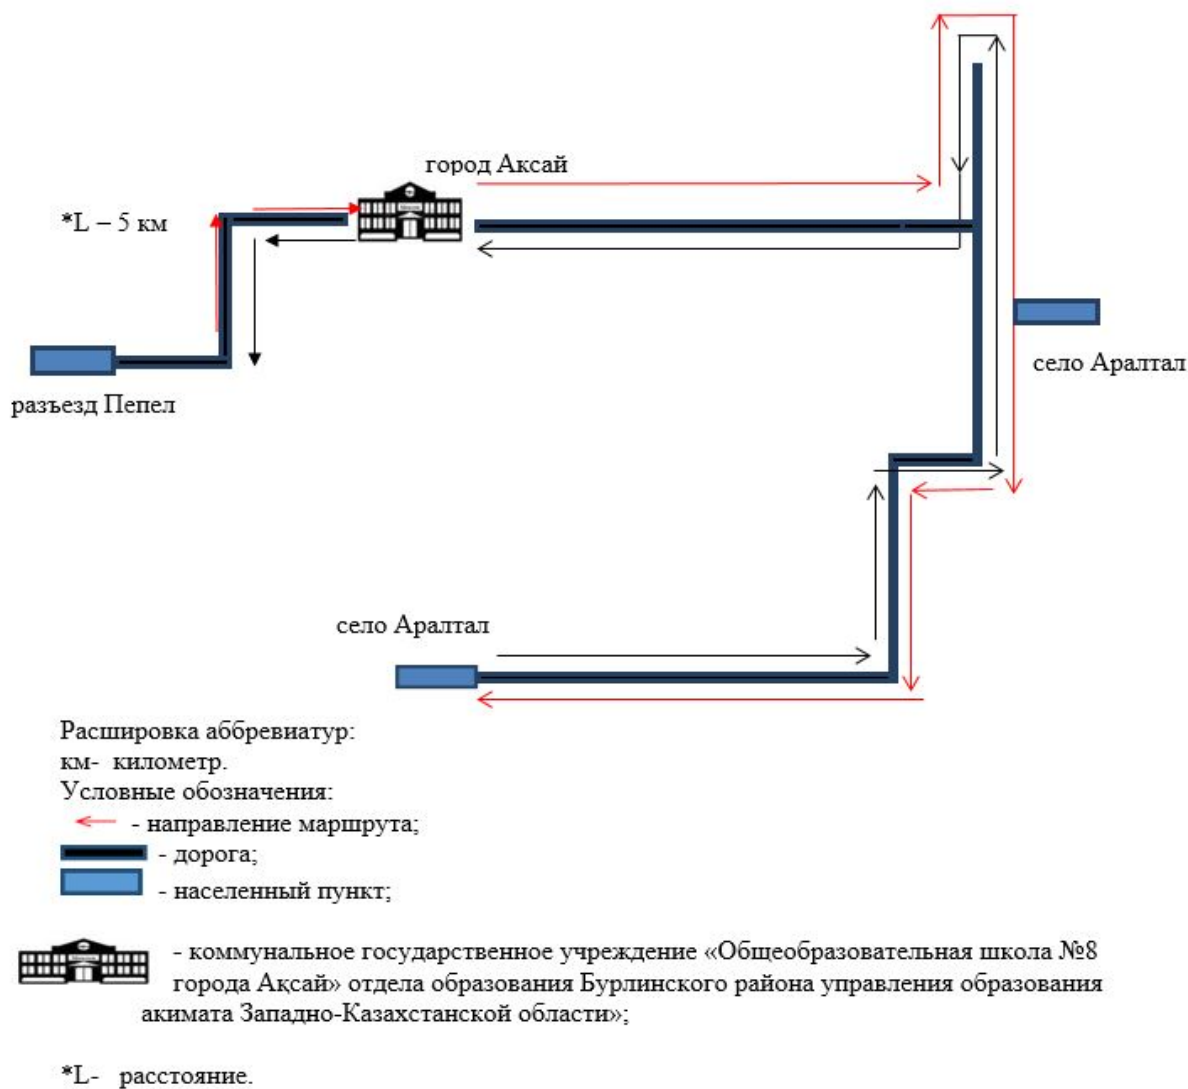 город Аксай
*L – 5 км
село Аралтал
разъезд Пепел
село Аралтал
Расшировка аббревиатур:
км- километр.
Условные обозначения:
- направление маршрута;
- дорога;
- населенный пункт;
- коммунальное государственное учреждение «Общеобразовательная школа №8
города Ақсай» отдела образования Бурлинского района управления образования
акимата Западно-Казахстанской области»;
*L- расстояние.